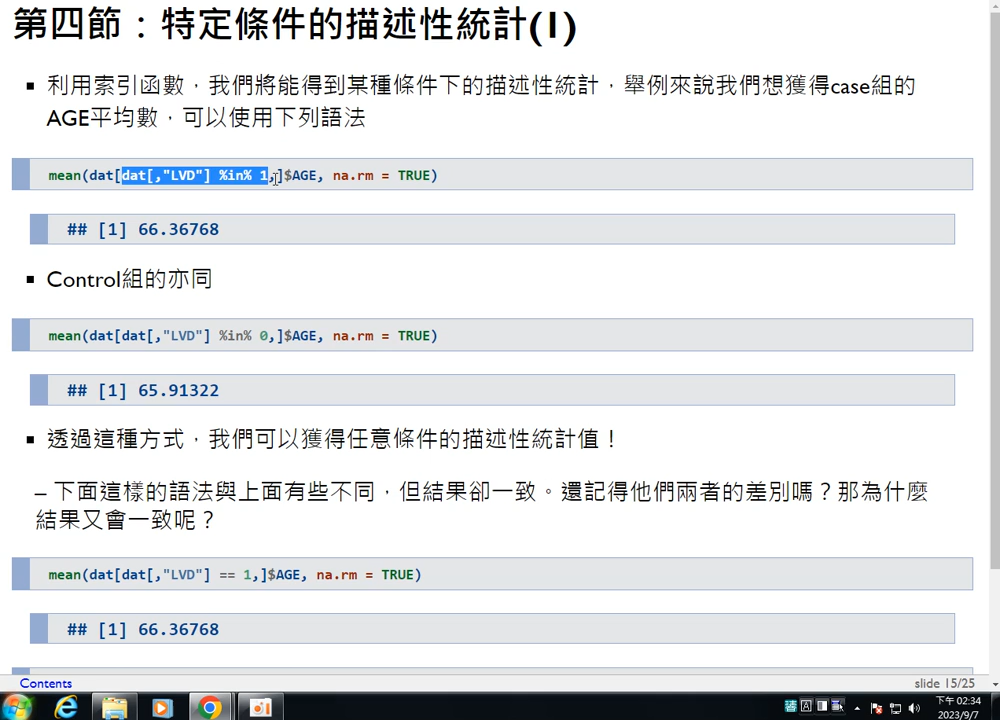 第四節：特定條件的描述性統計(1)
▪ 利用索引函數，我們將能得到某種條件下的描述性統計，舉例來說我們想獲得case組的
AGE平均數，可以使用下列語法
mean(dat[dat[,"LVD"] %in% 1,]$AGE, na.rm = TRUE)
## [1] 66.36768
▪ Control組的亦同
mean(dat[dat[,"LVD"] %in% 0,]$AGE, na.rm = TRUE)
## [1] 65.91322
▪ 透過這種方式，我們可以獲得任意條件的描述性統計值！
– 下面這樣的語法與上面有些不同，但結果卻一致。還記得他們兩者的差別嗎？那為什麼
結果又會一致呢？
mean(dat[dat[,"LVD"] == 1,]$AGE, na.rm = TRUE)
## [1] 66.36768
Contents
slide 15/25
下午 02:34
2023/9/7